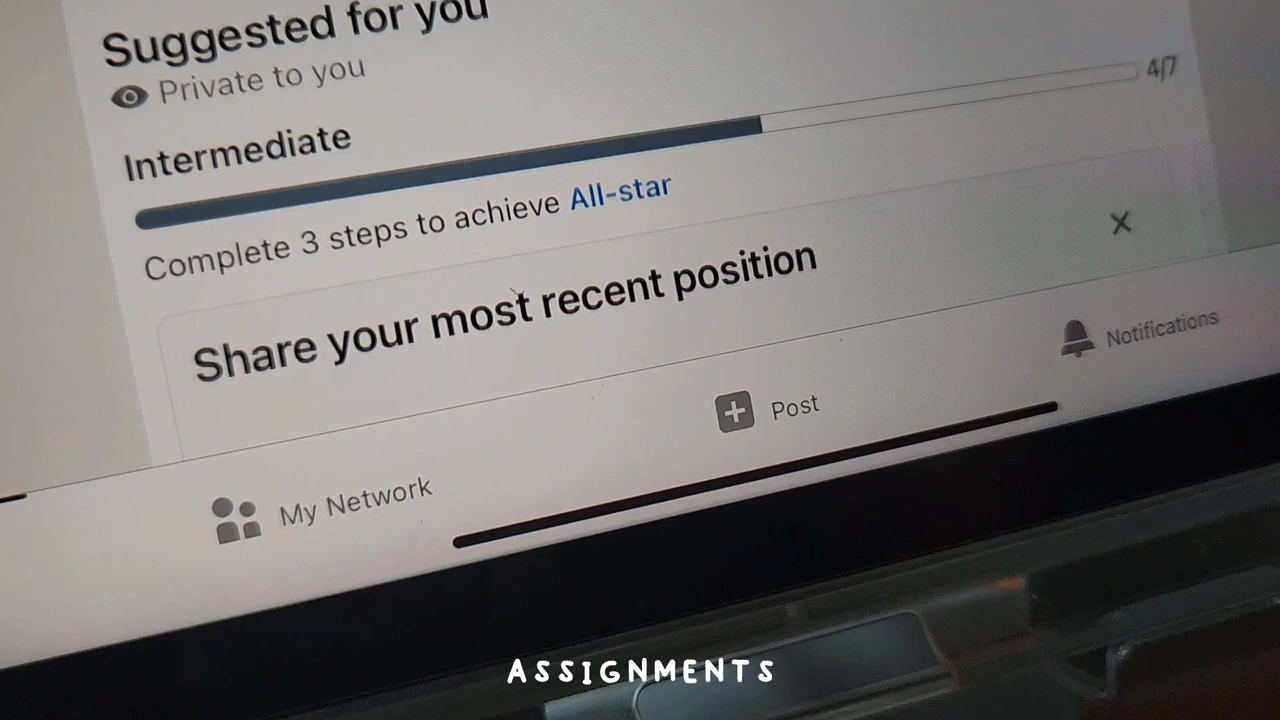 Suggested for you
Private to you
Intermediate
4/7
Complete 3 steps to achieve All-star
Share your most recent position
My Network
Post
Notifications
ASSIGNMENTS